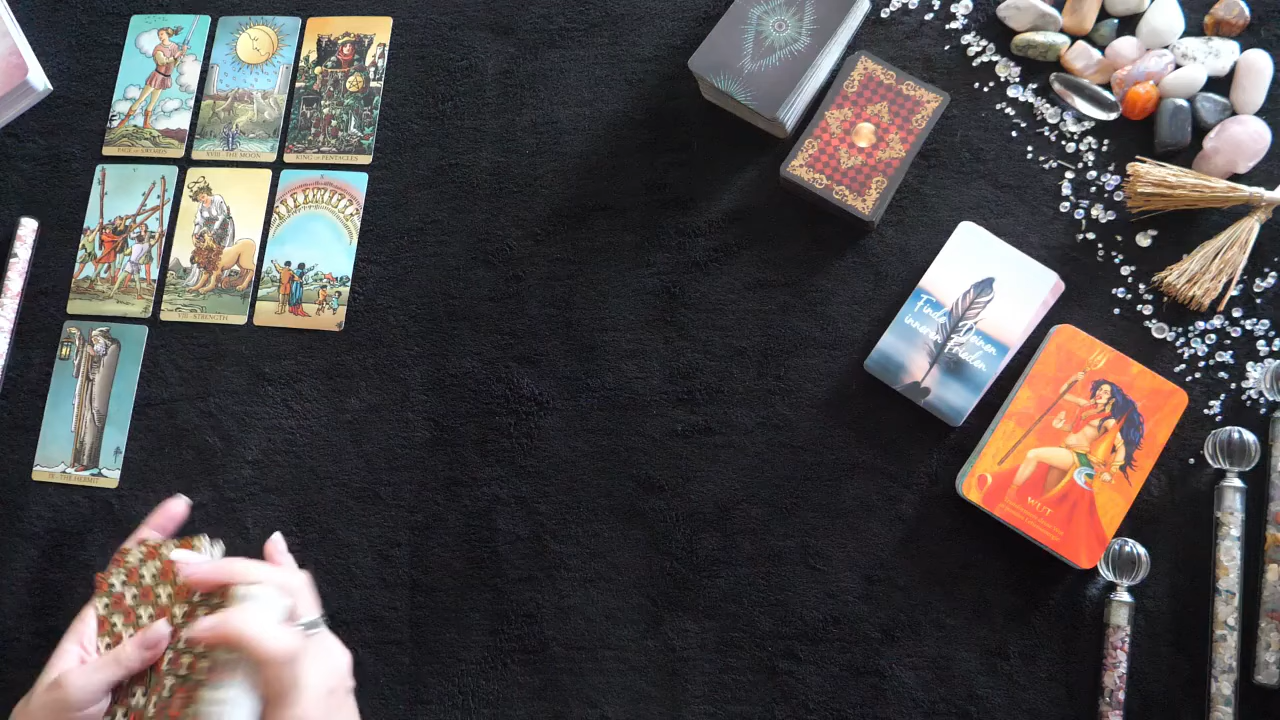 PAGE OF SWORDS
XVIII THE MOON
KING OF PENTACLES
V
VIII STRENGTH
X
IX THE HERMIT
Finde Deinen
inneren Frieden
WUT